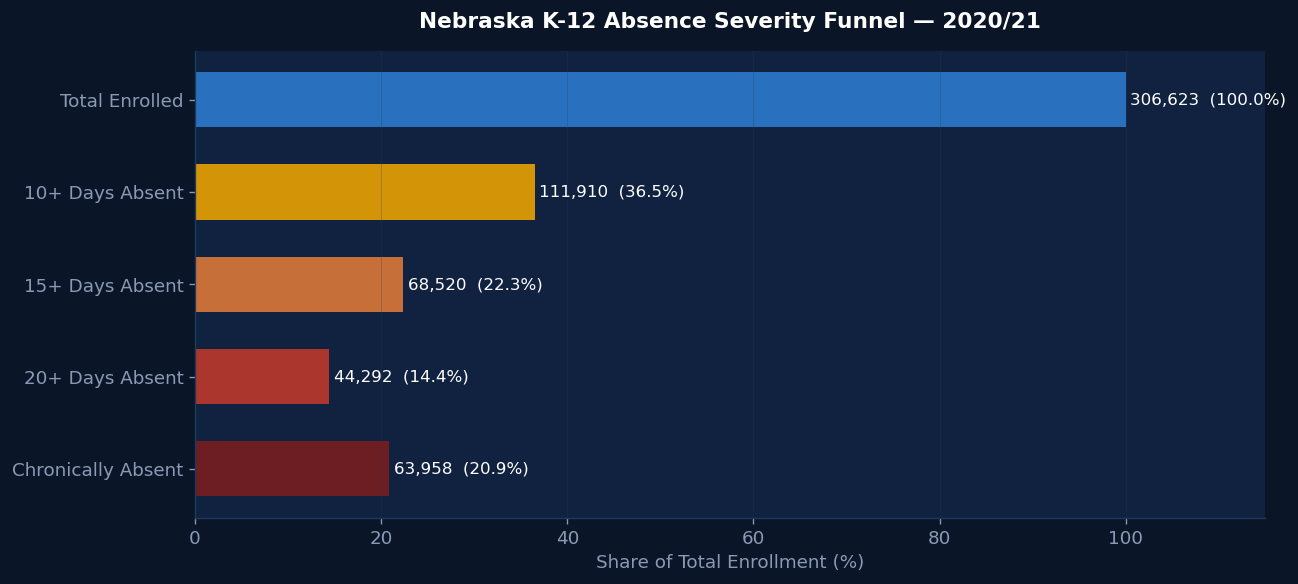 Nebraska K-12 Absence Severity Funnel — 2020/21
Total Enrolled
306,623 (100.0%)
10+ Days Absent
111,910 (36.5%)
15+ Days Absent
68,520 (22.3%)
20+ Days Absent
44,292 (14.4%)
Chronically Absent
63,958 (20.9%)
0 20 40 60 80 100
Share of Total Enrollment (%)